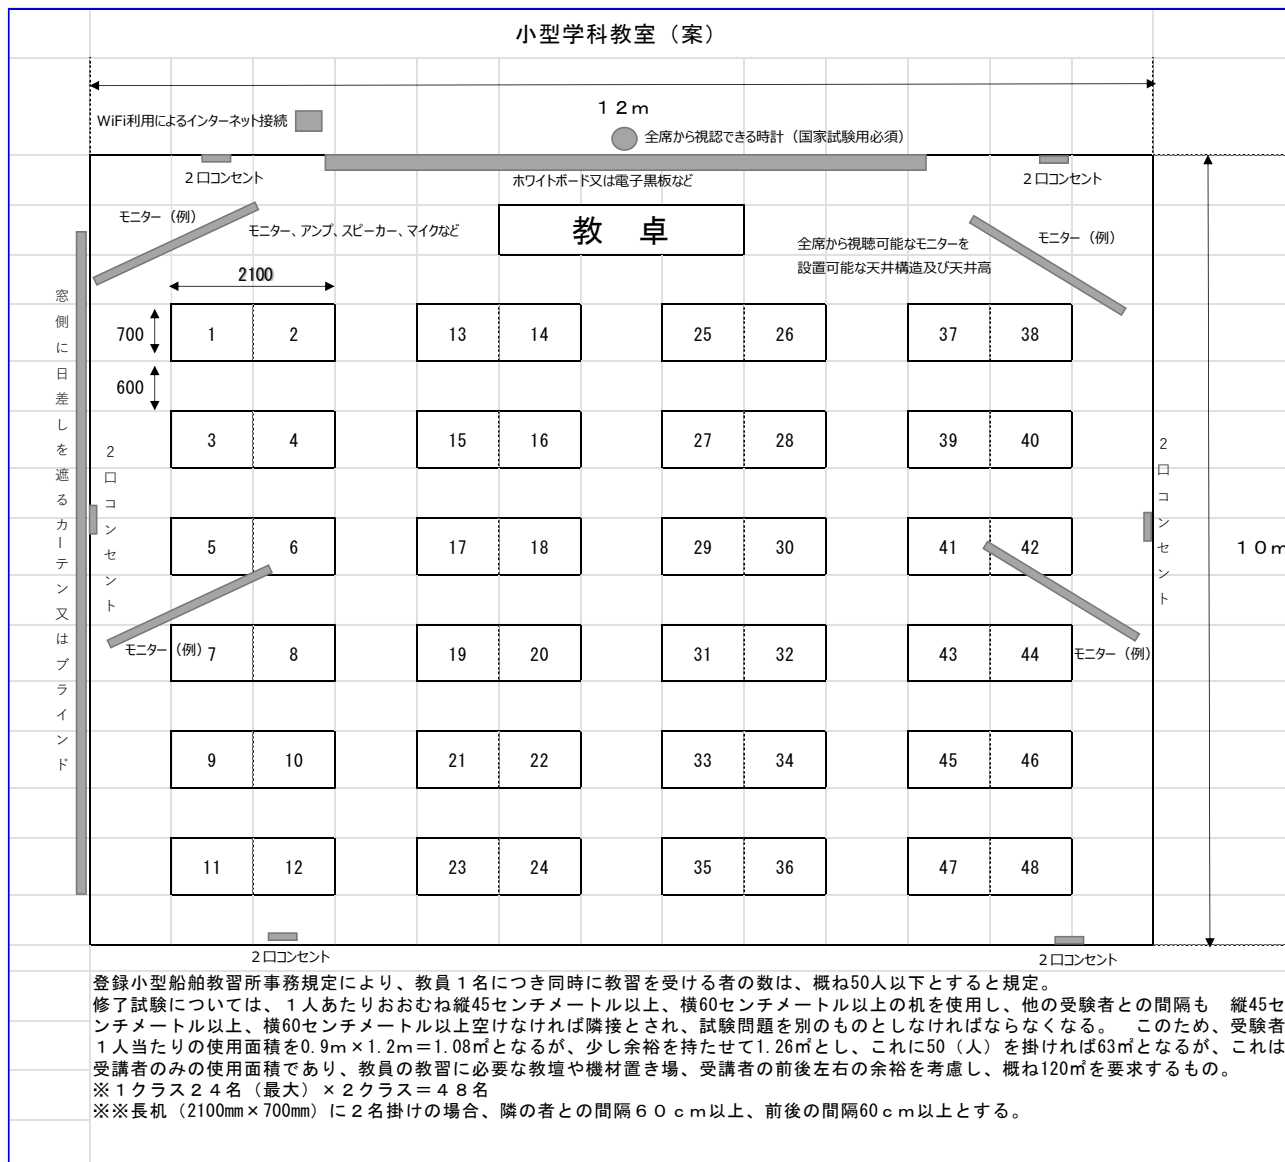 小型学科教室（案）
１２ｍ
WiFi利用によるインターネット接続
全席から視認できる時計（国家試験用必須）
２口コンセント
ホワイトボード又は電子黒板など
２口コンセント
モニター（例）
モニター、アンプ、スピーカー、マイクなど
教　卓
全席から視聴可能なモニターを
設置可能な天井構造及び天井高
モニター（例）
2100
窓側に日差しを遮るカーテン又はブラインド
700
1 2 13 14 25 26 37 38
600
3 4 15 16 27 28 39 40
２口コンセント
２口コンセント
5 6 17 18 29 30 41 42
１０ｍ
モニター（例）
7 8 19 20 31 32 43 44
モニター（例）
9 10 21 22 33 34 45 46
11 12 23 24 35 36 47 48
２口コンセント
２口コンセント
登録小型船舶教習所事務規定により、教員１名につき同時に教習を受ける者の数は、概ね50人以下とすると規定。
修了試験については、１人あたりおおむね縦45センチメートル以上、横60センチメートル以上の机を使用し、他の受験者との間隔も　縦45セ
ンチメートル以上、横60センチメートル以上空けなければ隣接とされ、試験問題を別のものとしなければならなくなる。　このため、受験者
１人当たりの使用面積を0.9ｍ×1.2ｍ＝1.08㎡となるが、少し余裕を持たせて1.26㎡とし、これに50（人）を掛ければ63㎡となるが、これは
受講者のみの使用面積であり、教員の教習に必要な教壇や機材置き場、受講者の前後左右の余裕を考慮し、概ね120㎡を要求するもの。
※１クラス２４名（最大）×２クラス＝４８名
※※長机（2100㎜×700㎜）に２名掛けの場合、隣の者との間隔６０ｃｍ以上、前後の間隔60ｃｍ以上とする。